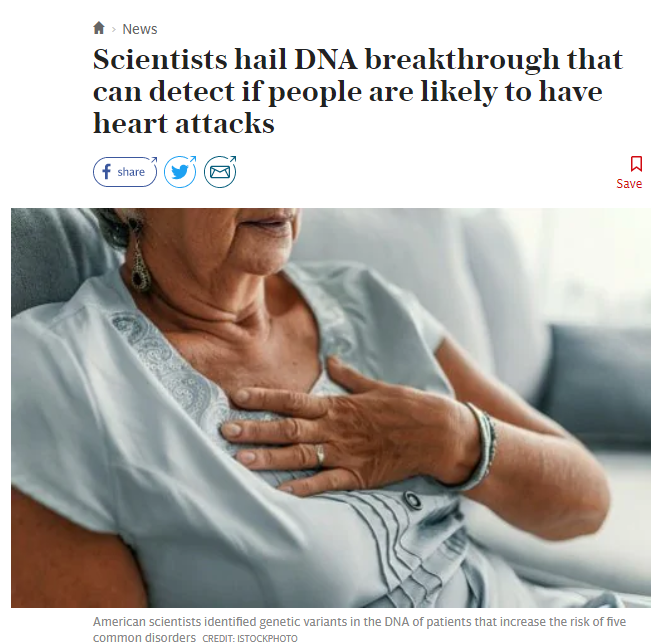 News
Scientists hail DNA breakthrough that
can detect if people are likely to have
heart attacks
share
Save
American scientists identified genetic variants in the DNA of patients that increase the risk of five
common disorders CREDIT: ISTOCKPHOTO